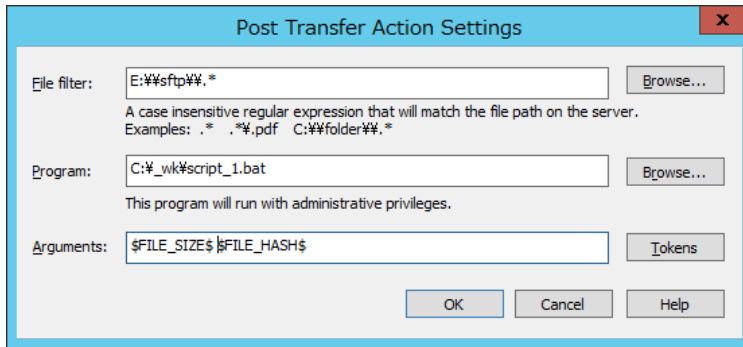 Post Transfer Action Settings
x
File filter:
E:¥¥sftp¥¥.*
Browse...
A case insensitive regular expression that will match the file path on the server.
Examples: .* .*¥.pdf C:¥¥folder¥¥.*
Program:
C:¥_wk¥script_1.bat
Browse...
This program will run with administrative privileges.
Arguments:
$FILE_SIZE$ $FILE_HASH$
Tokens
OK
Cancel
Help